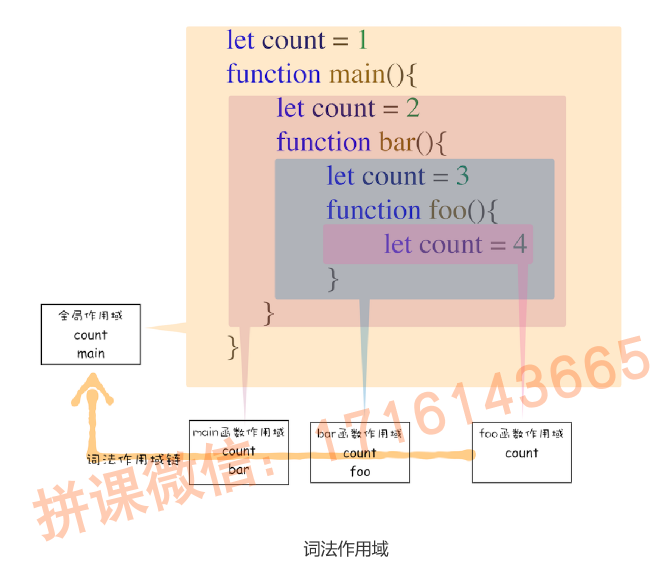 let count = 1
function main(){
let count = 2
function bar(){
let count = 3
function foo(){
let count = 4
}
}
}
全局作用域
count
main
main函数作用域
count
bar
bar函数作用域
count
foo
foo函数作用域
count
词法作用域链
拼课微信：1716143665
词法作用域